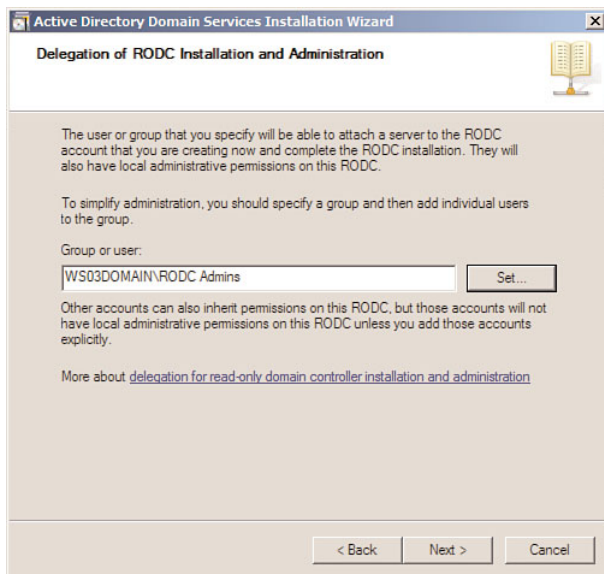 Active Directory Domain Services Installation Wizard
Delegation of RODC Installation and Administration
The user or group that you specify will be able to attach a server to the RODC
account that you are creating now and complete the RODC installation. They will
also have local administrative permissions on this RODC.
To simplify administration, you should specify a group and then add individual users
to the group.
Group or user:
WS03DOMAIN\RODC Admins
Set...
Other accounts can also inherit permissions on this RODC, but those accounts will not
have local administrative permissions on this RODC unless you add those accounts
explicitly.
More about delegation for read-only domain controller installation and administration
< Back Next > Cancel